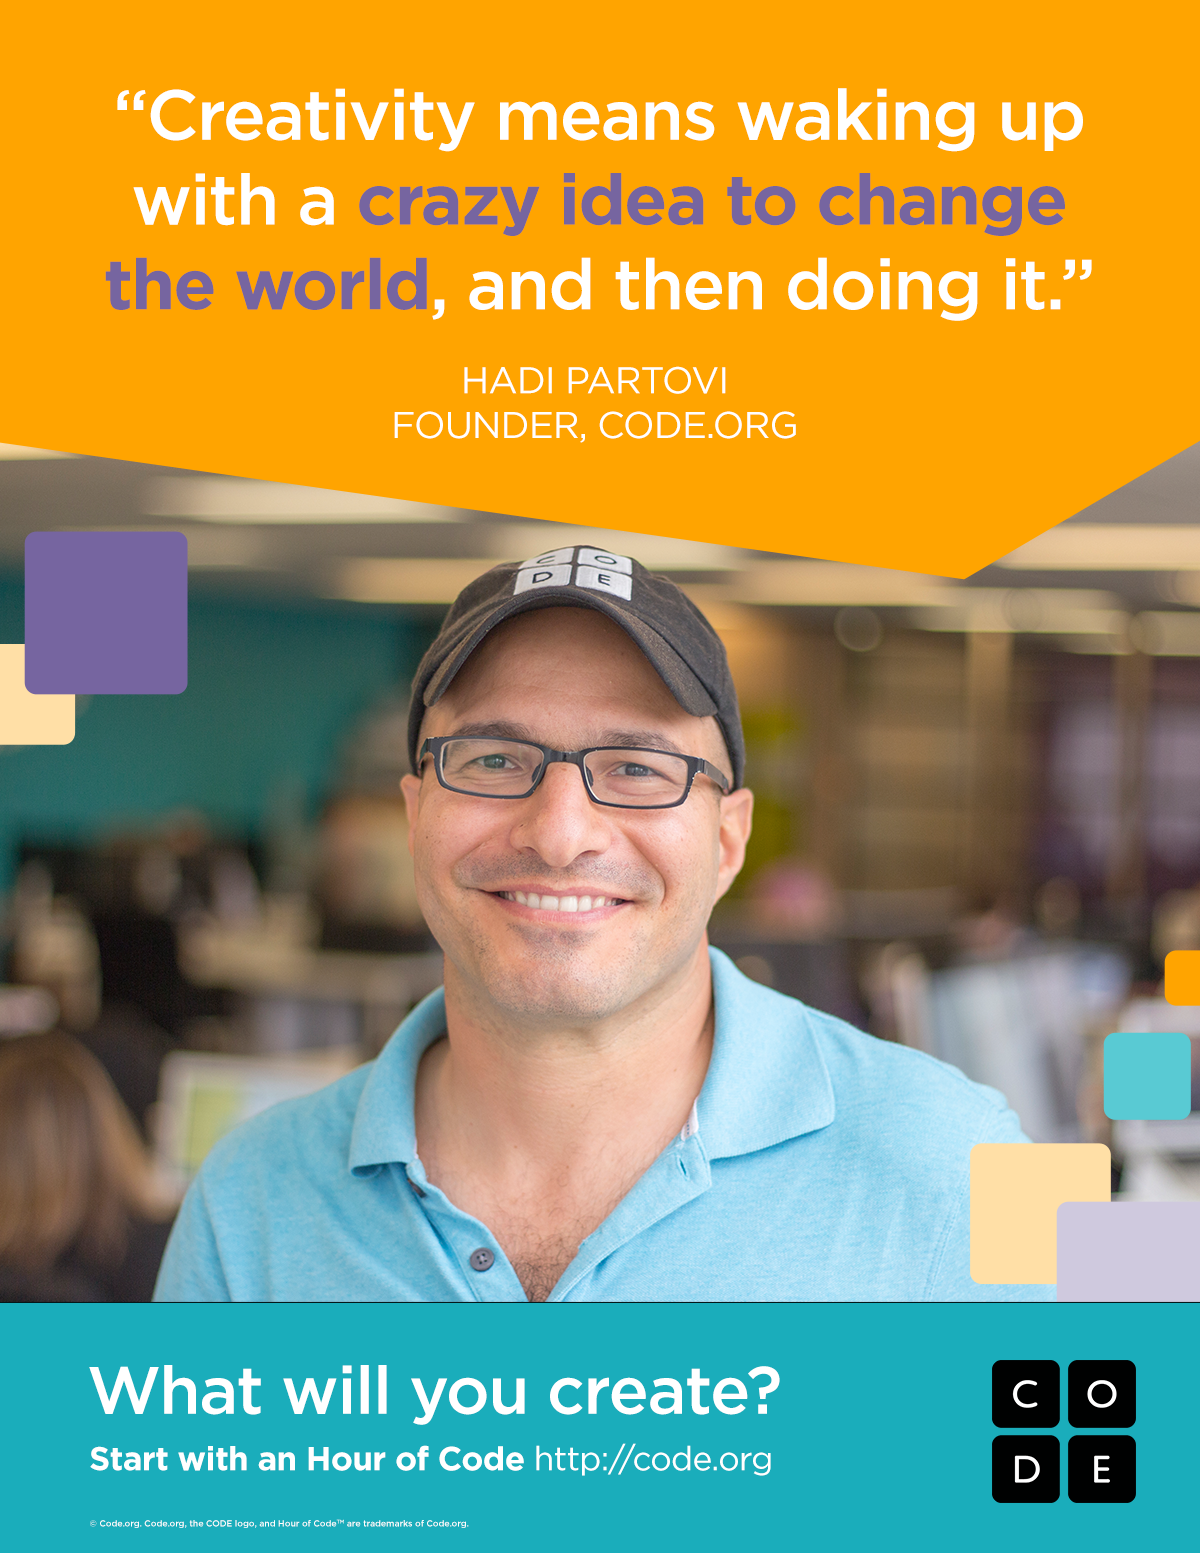 “Creativity means waking up
with a crazy idea to change
the world, and then doing it.”
HADI PARTOVI
FOUNDER, CODE.ORG
C O
D E
What will you create?
Start with an Hour of Code http://code.org
C O
D E
© Code.org. Code.org, the CODE logo, and Hour of Code™ are trademarks of Code.org.